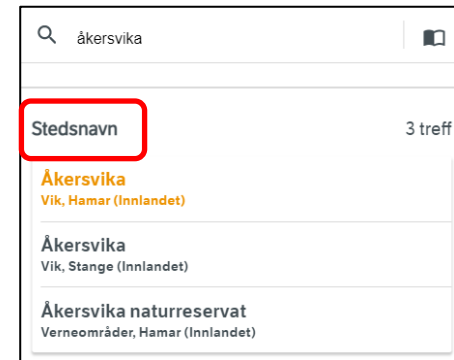 åkersvika
Stedsnavn 3 treff
Åkersvika
Vik, Hamar (Innlandet)
Åkersvika
Vik, Stange (Innlandet)
Åkersvika naturreservat
Verneområder, Hamar (Innlandet)